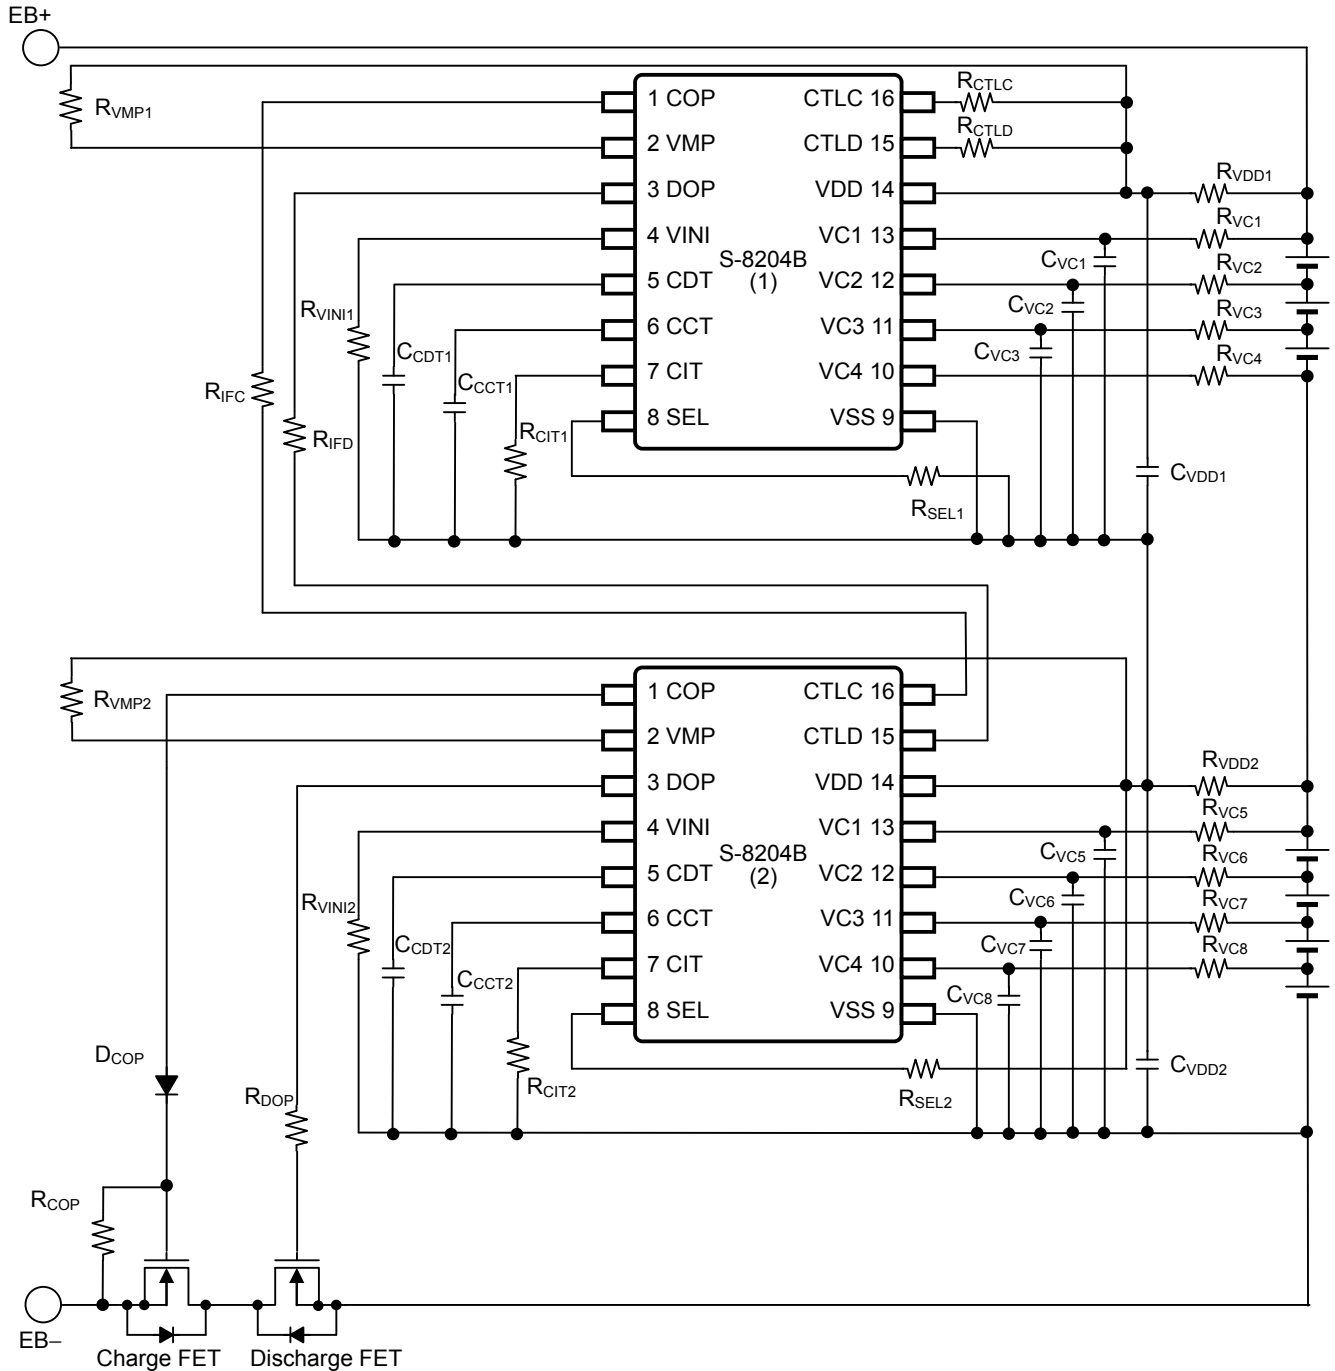 EB+
RVMP1
1 COP
CTLC 16
RCTLC
2 VMP
CTLD 15
RCTLD
3 DOP
VDD 14
RVDD1
4 VINI
VC1 13
RVC1
S-8204B
(1)
CVC1
5 CDT
VC2 12
RVC2
RVINI1
CVC2
6 CCT
VC3 11
RVC3
CCDT1
CVC3
7 CIT
VC4 10
RVC4
RIFC
CCCT1
8 SEL
VSS 9
RIFD
RCIT1
CVDD1
RSEL1
1 COP
CTLC 16
RVMP2
2 VMP
CTLD 15
3 DOP
VDD 14
RVDD2
4 VINI
VC1 13
RVC5
S-8204B
(2)
CVC5
5 CDT
VC2 12
RVC6
RVINI2
CVC6
6 CCT
VC3 11
RVC7
CCDT2
CVC7
7 CIT
VC4 10
RVC8
CCCT2
CVC8
8 SEL
VSS 9
DCOP
RDOP
RCIT2
RSEL2
CVDD2
RCOP
EB–
Charge FET
Discharge FET